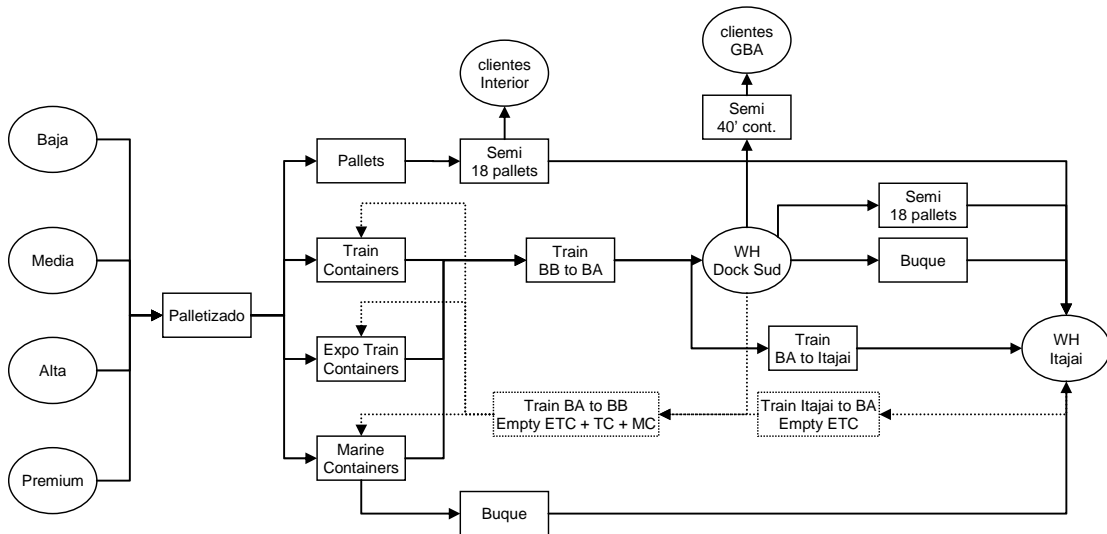 clientes
GBA
clientes
Interior
Semi
40' cont.
Baja
Pallets
Semi
18 pallets
Semi
18 pallets
Media
Train
Containers
Train
BB to BA
WH
Dock Sud
Buque
Palletizado
Expo Train
Containers
Train
BA to Itajai
WH
Itajai
Alta
Train BA to BB
Empty ETC + TC + MC
Train Itajai to BA
Empty ETC
Marine
Containers
Premium
Buque